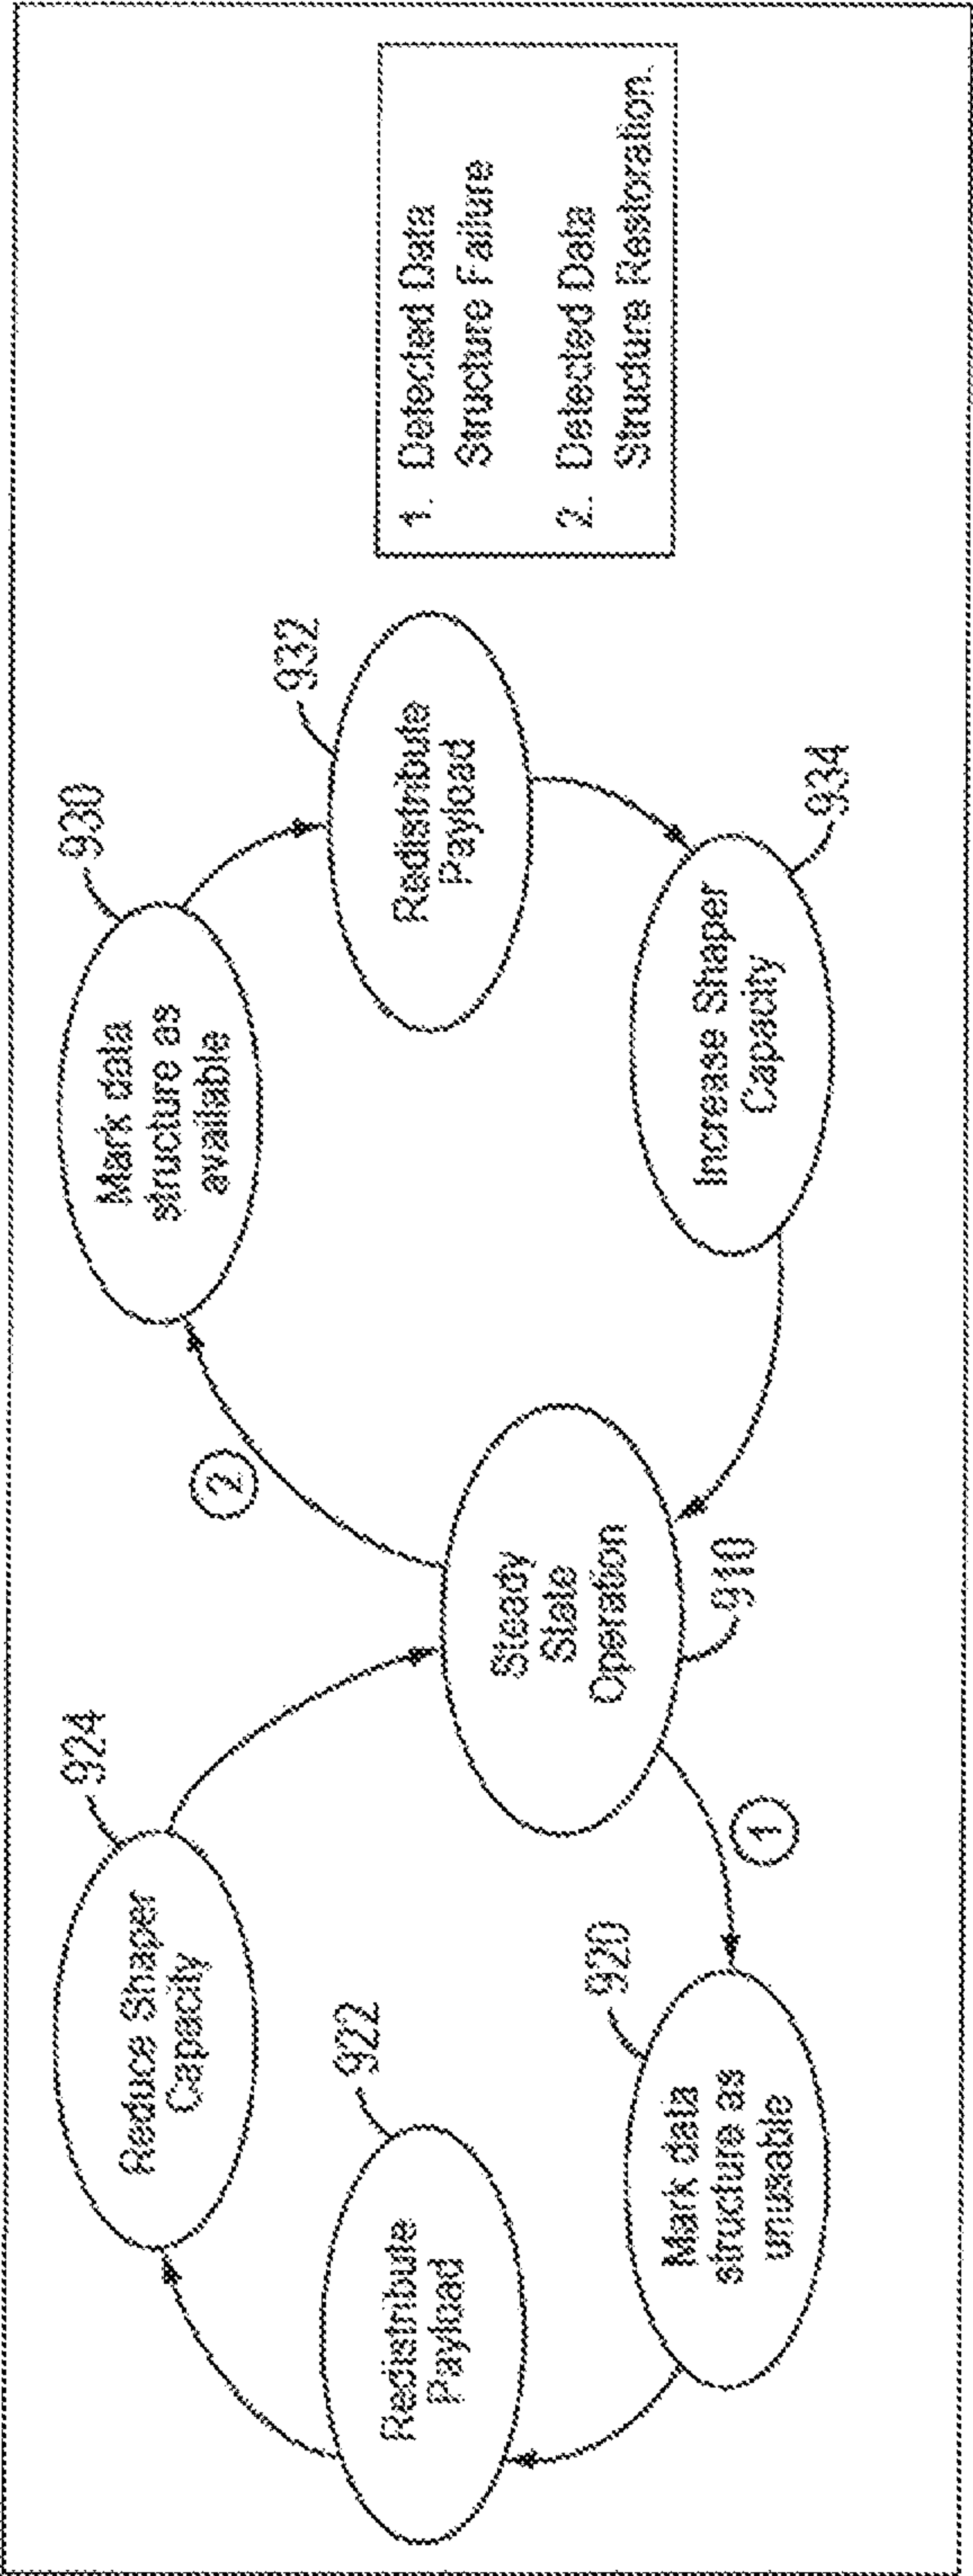 924
Reduce Shaper
Capacity
922
Redistribute
Payload
920
Mark data
structure as
unusable
1
Steady
State
Operation
910
2
930
Mark data
structure as
available
932
Redistribute
Payload
Increase Shaper
Capacity
934
1. Detected Data
Structure Failure
2. Detected Data
Structure Restoration.